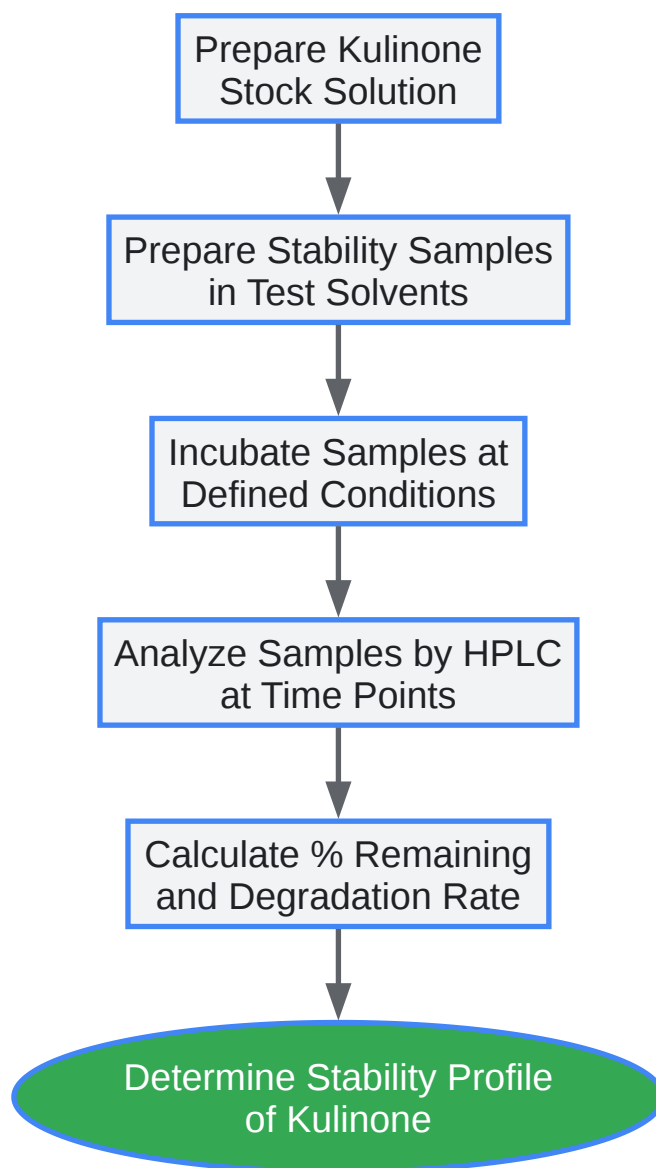 Prepare Kulinone
Stock Solution
Prepare Stability Samples
in Test Solvents
Incubate Samples at
Defined Conditions
Analyze Samples by HPLC
at Time Points
Calculate % Remaining
and Degradation Rate
Determine Stability Profile
of Kulinone